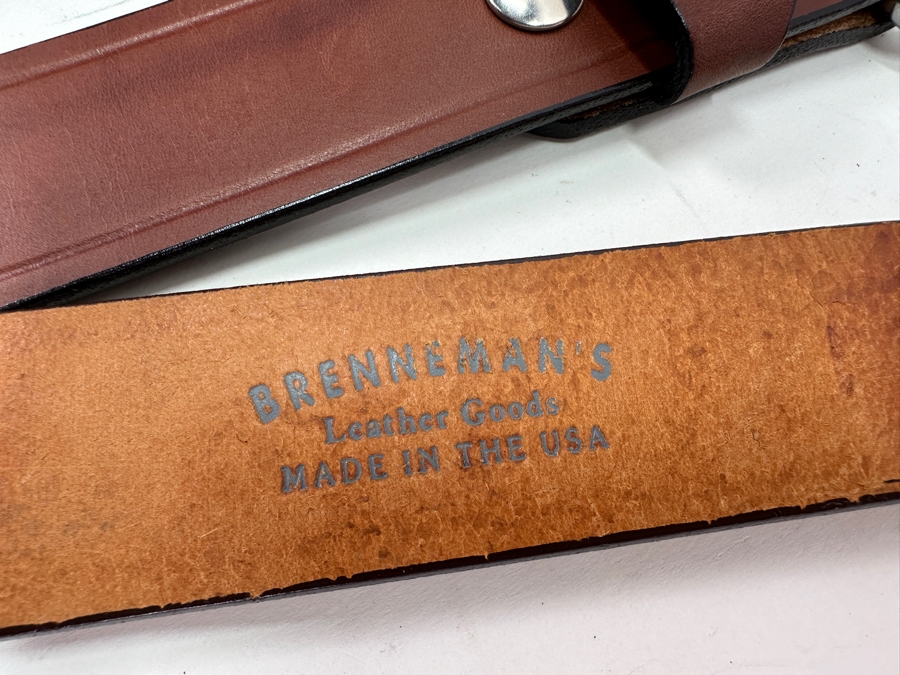 BRENNEMAN'S
Leather Goods
MADE IN THE USA